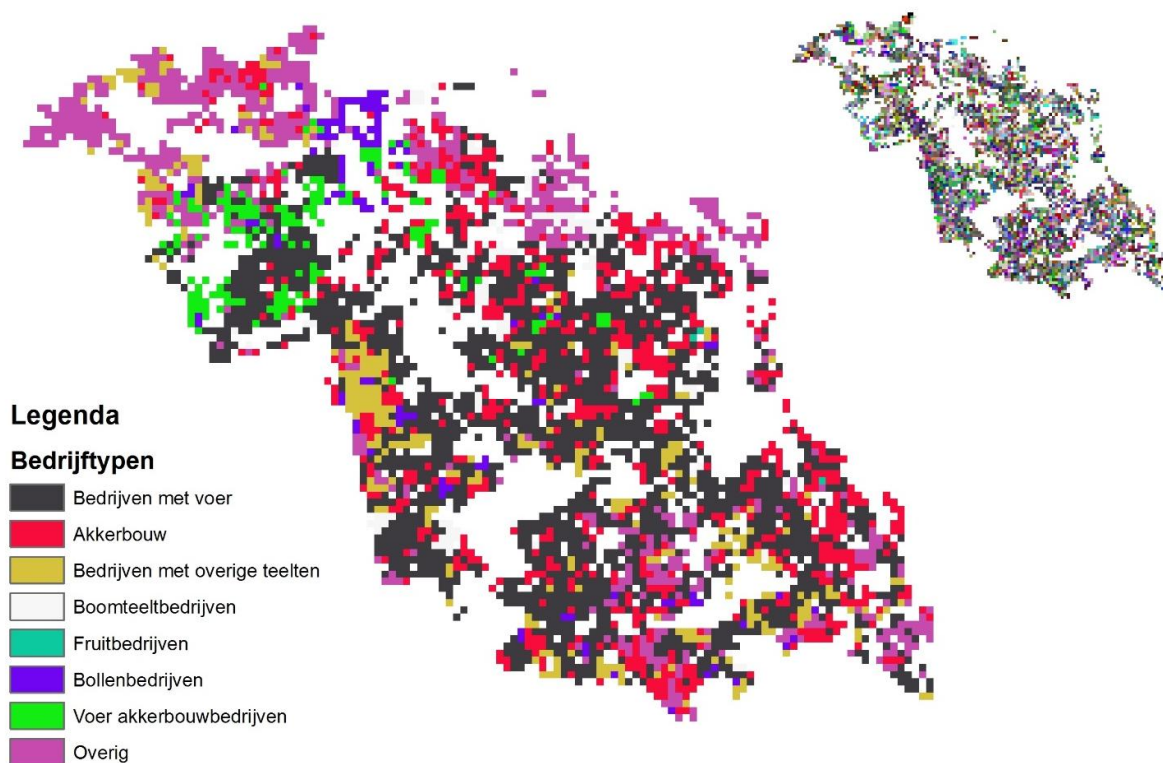 Legenda
Bedrijftypen
Bedrijven met voer
Akkerbouw
Bedrijven met overige teelten
Boomteeltbedrijven
Fruitbedrijven
Bollenbedrijven
Voer akkerbouwbedrijven
Overig